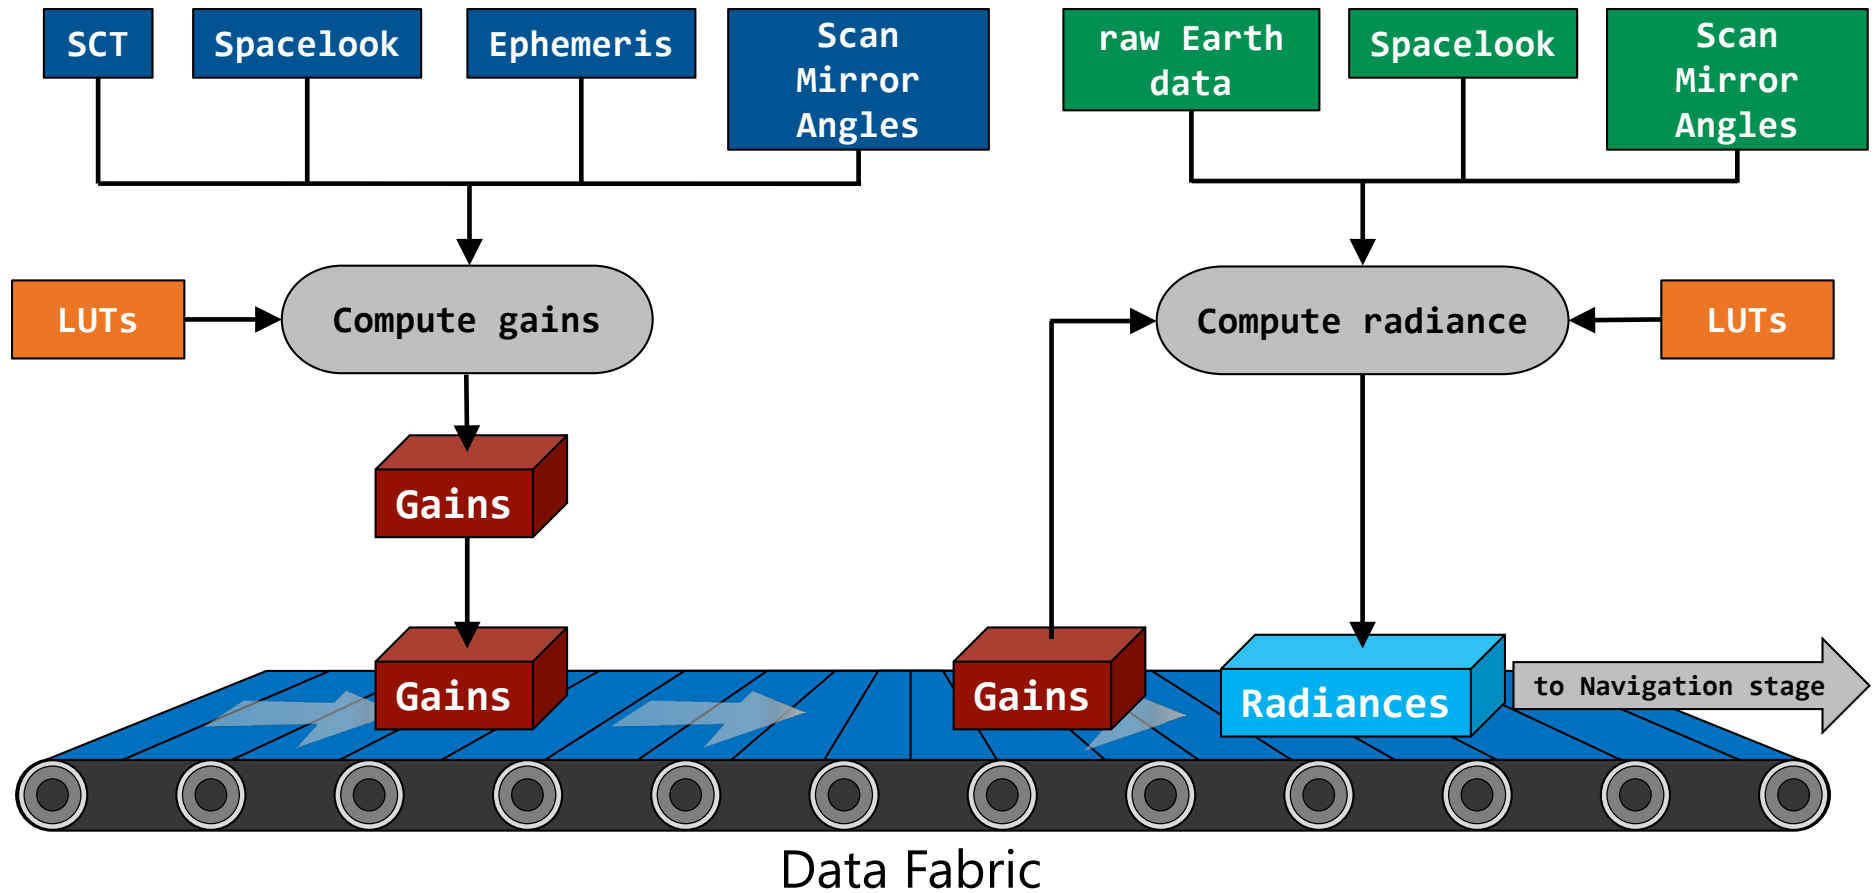 SCT
Spacelook
Ephemeris
Scan
Mirror
Angles
raw Earth
data
Spacelook
Scan
Mirror
Angles
LUTs
Compute gains
Compute radiance
LUTs
Gains
Gains
Gains
Radiances
to Navigation stage
Data Fabric